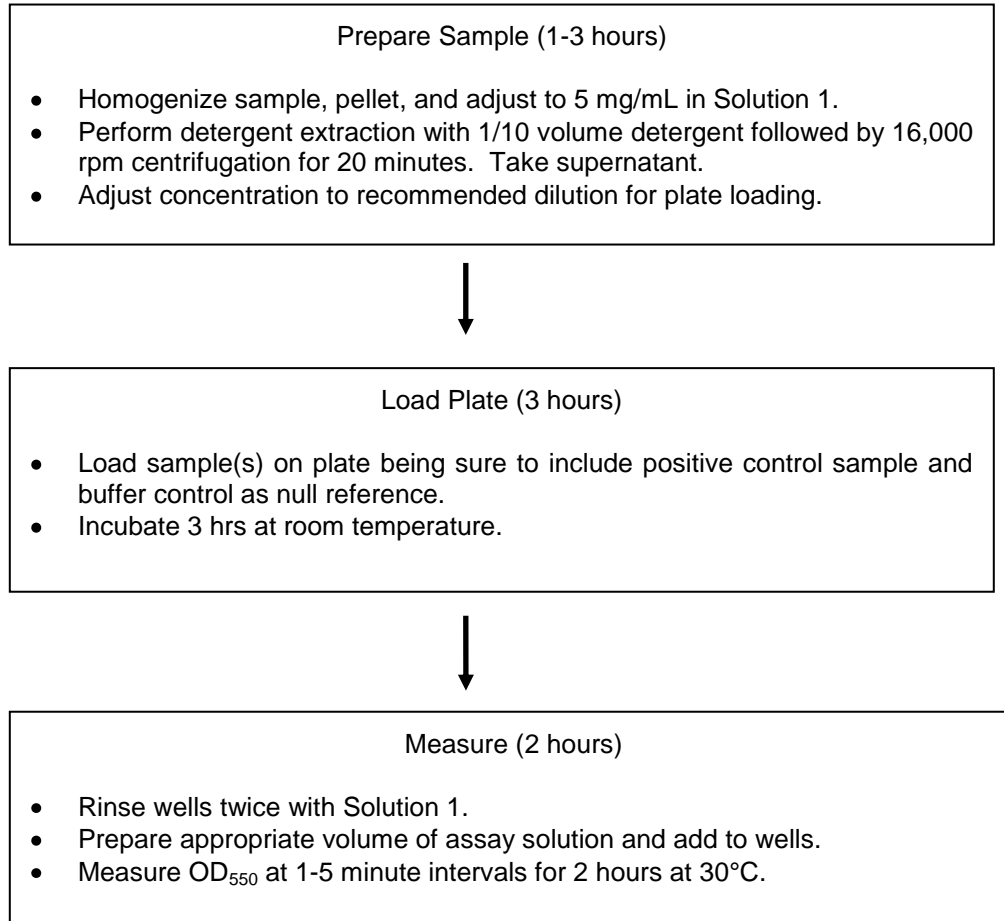 Prepare Sample (1-3 hours)
• Homogenize sample, pellet, and adjust to 5 mg/mL in Solution 1.
• Perform detergent extraction with 1/10 volume detergent followed by 16,000
rpm centrifugation for 20 minutes.  Take supernatant.
• Adjust concentration to recommended dilution for plate loading.
Load Plate (3 hours)
• Load sample(s) on plate being sure to include positive control sample and
buffer control as null reference.
• Incubate 3 hrs at room temperature.
Measure (2 hours)
• Rinse wells twice with Solution 1.
• Prepare appropriate volume of assay solution and add to wells.
• Measure OD₅₅₀ at 1-5 minute intervals for 2 hours at 30°C.